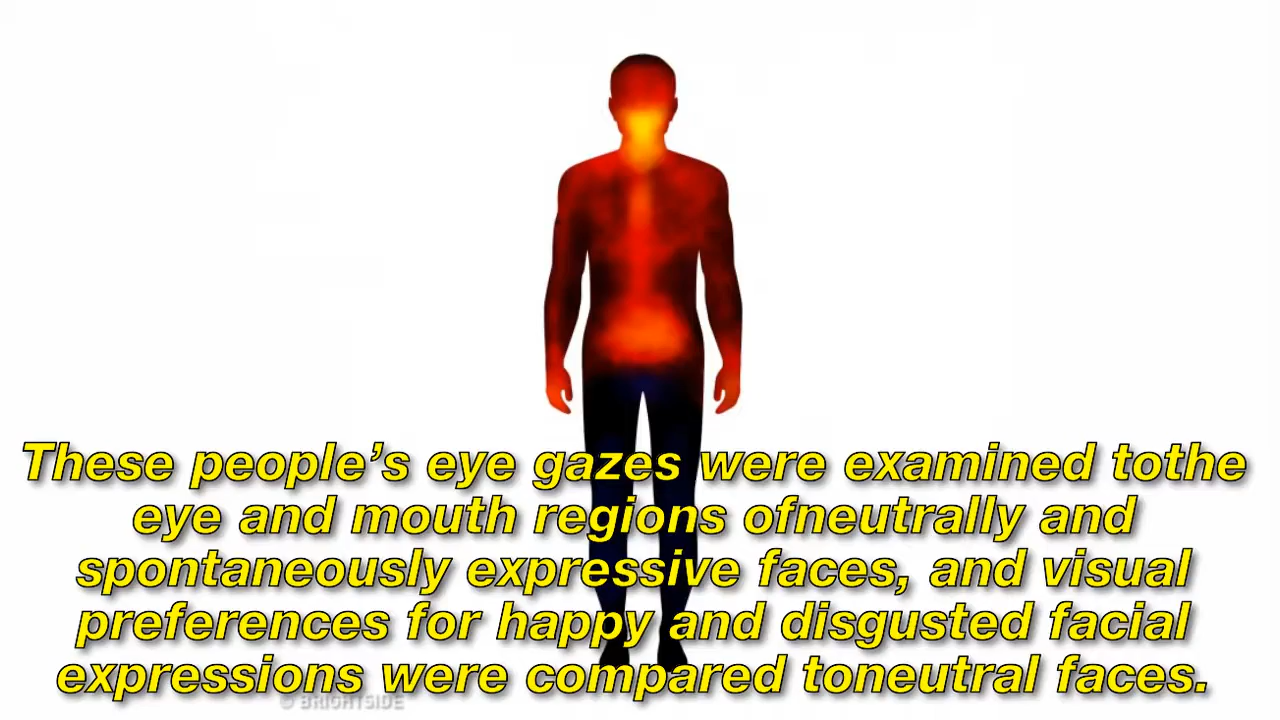 These people’s eye gazes were examined tothe
eye and mouth regions ofneutrally and
spontaneously expressive faces, and visual
preferences for happy and disgusted facial
expressions were compared toneutral faces.
© BRIGHTSIDE